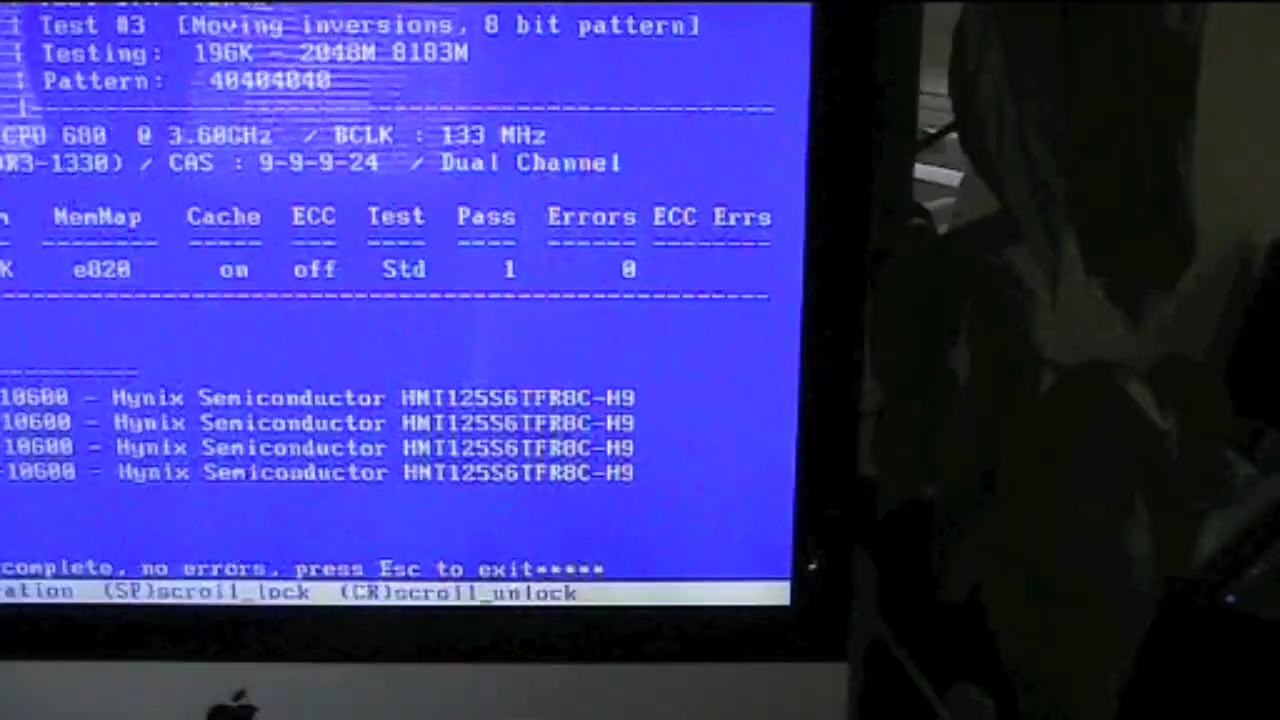 Test #3 [Moving inversions, 8 bit pattern]
Testing: 196K - 2048M 8183M
Pattern: 40404040
CPU 680 @ 3.60GHz / BCLK : 133 MHz
DR3-1330) / CAS : 9-9-9-24 / Dual Channel
MemMap Cache ECC Test Pass Errors ECC Errs
-------- ----- --- ---- ---- ------ --------
K e820 on off Std 1 0
10600 - Hynix Semiconductor HMT125S6TFR8C-H9
10600 - Hynix Semiconductor HMT125S6TFR8C-H9
-10600 - Hynix Semiconductor HMT125S6TFR8C-H9
-10600 - Hynix Semiconductor HMT125S6TFR8C-H9
complete, no errors, press Esc to exit*****
ration (SP)scroll_lock (CR)scroll_unlock